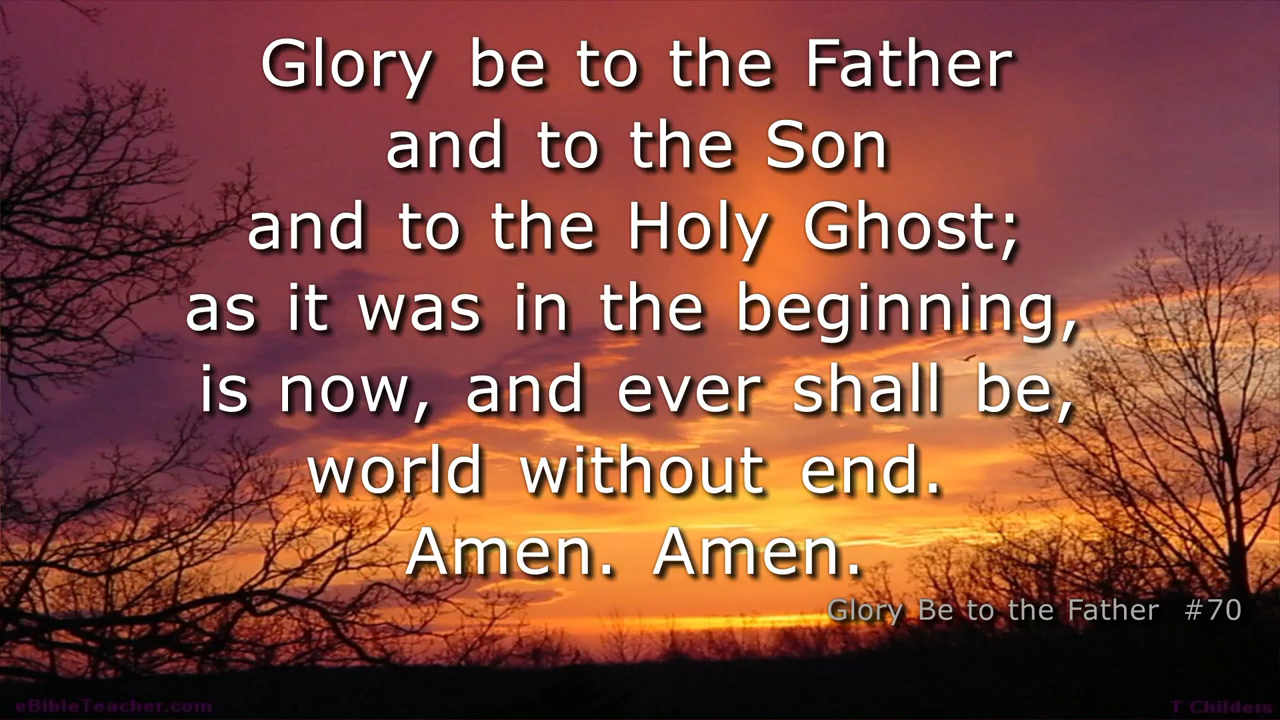 Glory be to the Father
and to the Son
and to the Holy Ghost;
as it was in the beginning,
is now, and ever shall be,
world without end.
Amen. Amen.
Glory Be to the Father #70
eBibleTeacher.com
T Childers